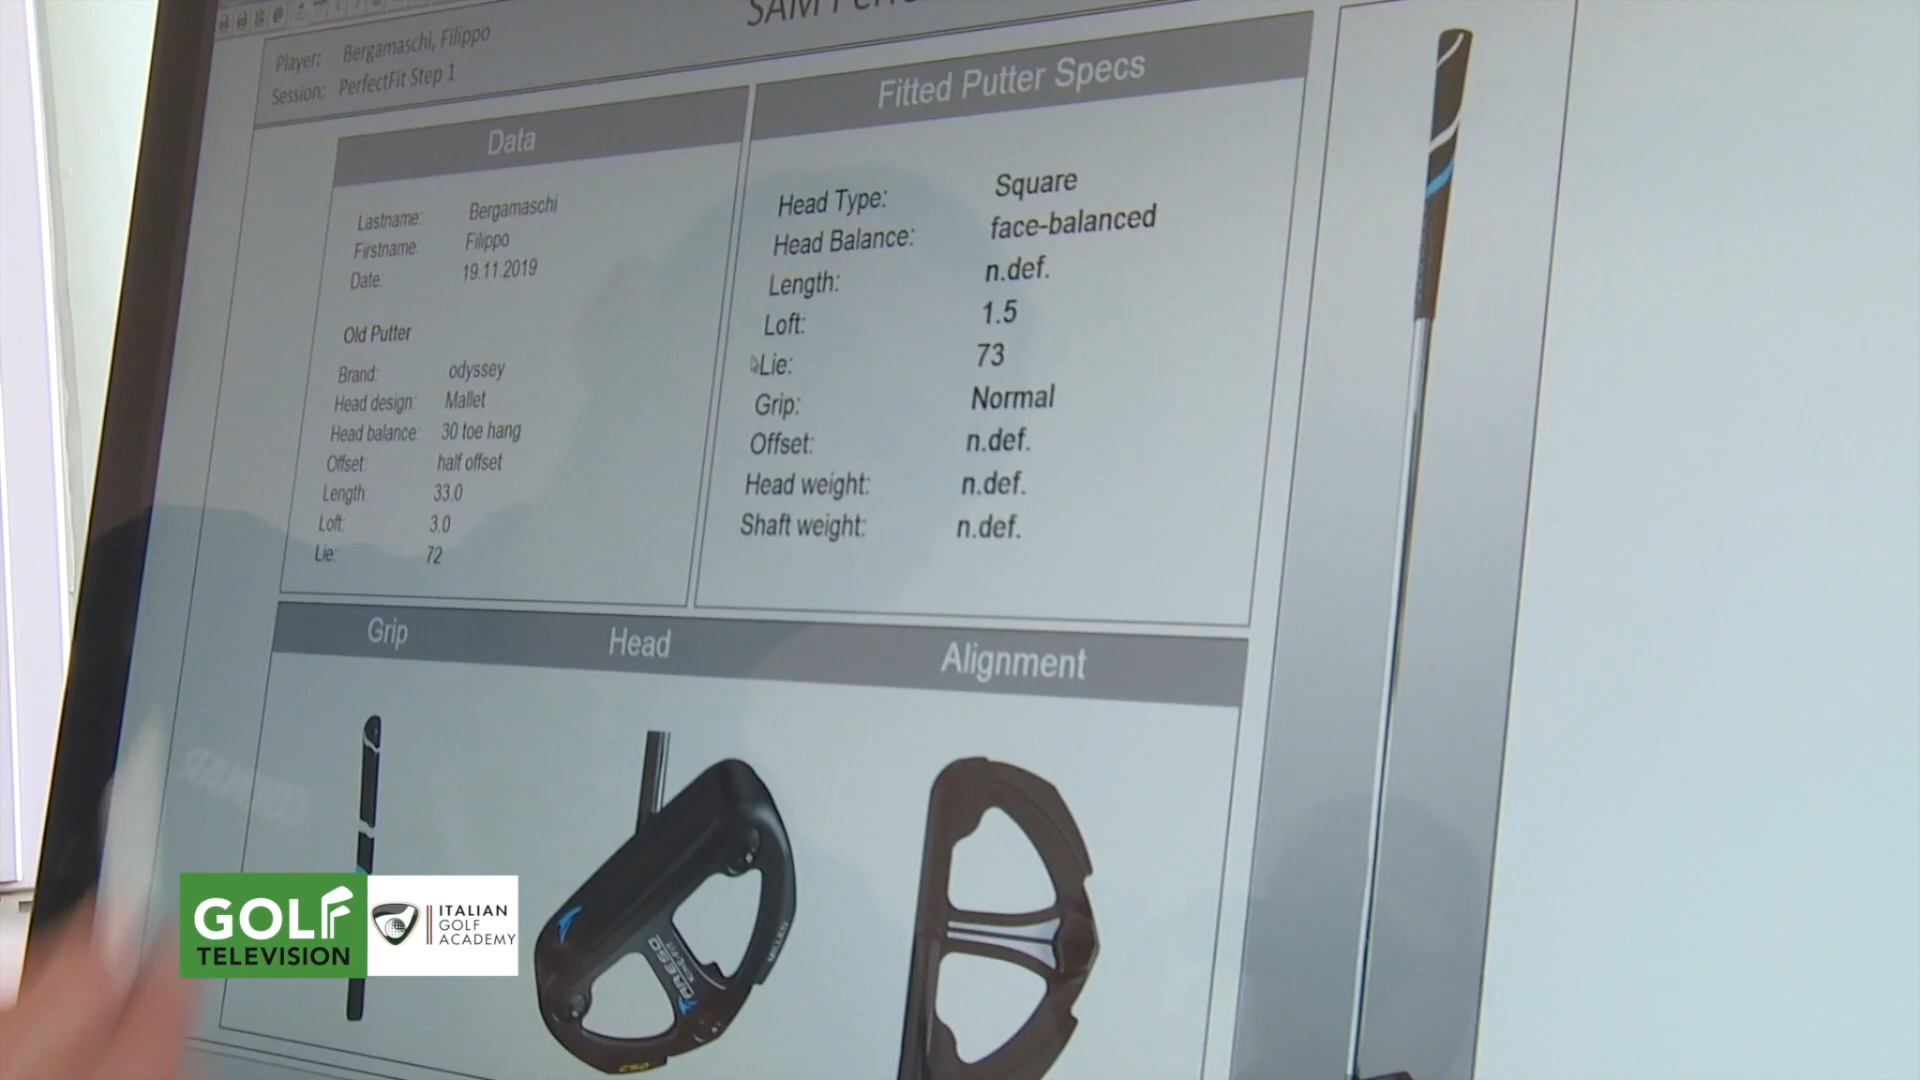 SAM
Player: Bergamaschi, Filippo
Session: PerfectFit Step 1
Data
Lastname: Bergamaschi
Firstname: Filippo
Date: 19.11.2019
Old Putter
Brand: odyssey
Head design: Mallet
Head balance: 30 toe hang
Offset: half offset
Length: 33.0
Loft: 3.0
Lie: 72
Fitted Putter Specs
Head Type: Square
Head Balance: face-balanced
Length: n.def.
Loft: 1.5
Lie: 73
Grip: Normal
Offset: n.def.
Head weight: n.def.
Shaft weight: n.def.
Grip
Head
Alignment
MILLED
GOLF
TELEVISION
ITALIAN
GOLF
ACADEMY